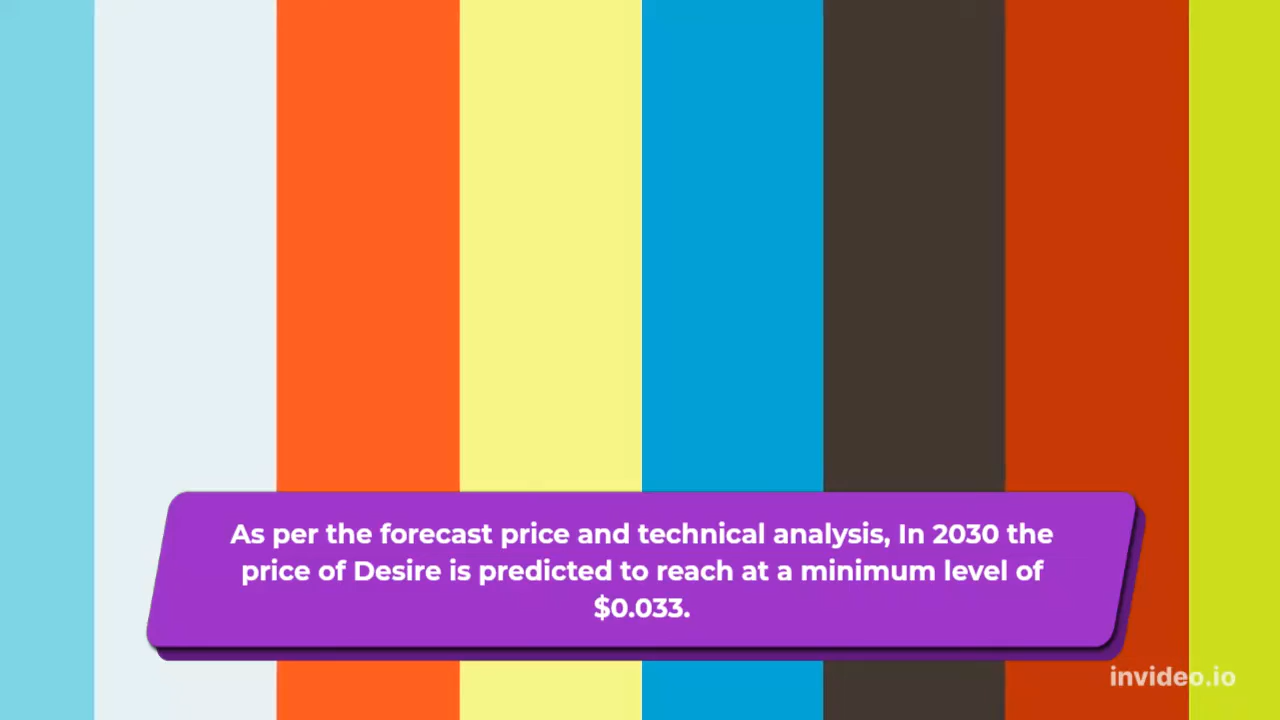 As per the forecast price and technical analysis, In 2030 the
price of Desire is predicted to reach at a minimum level of
$0.033.
invideo.io